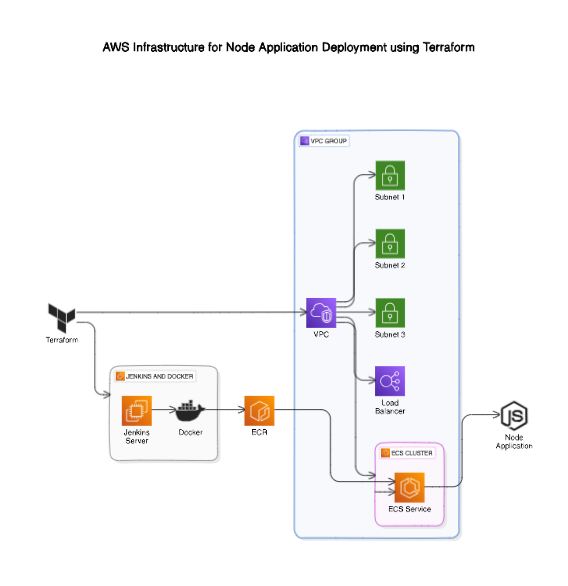 AWS Infrastructure for Node Application Deployment using Terraform
VPC GROUP
Subnet 1
Subnet 2
Subnet 3
VPC
Terraform
Load
Balancer
JENKINS AND DOCKER
Jenkins
Server
Docker
ECR
JS
Node
Application
ECS CLUSTER
ECS Service